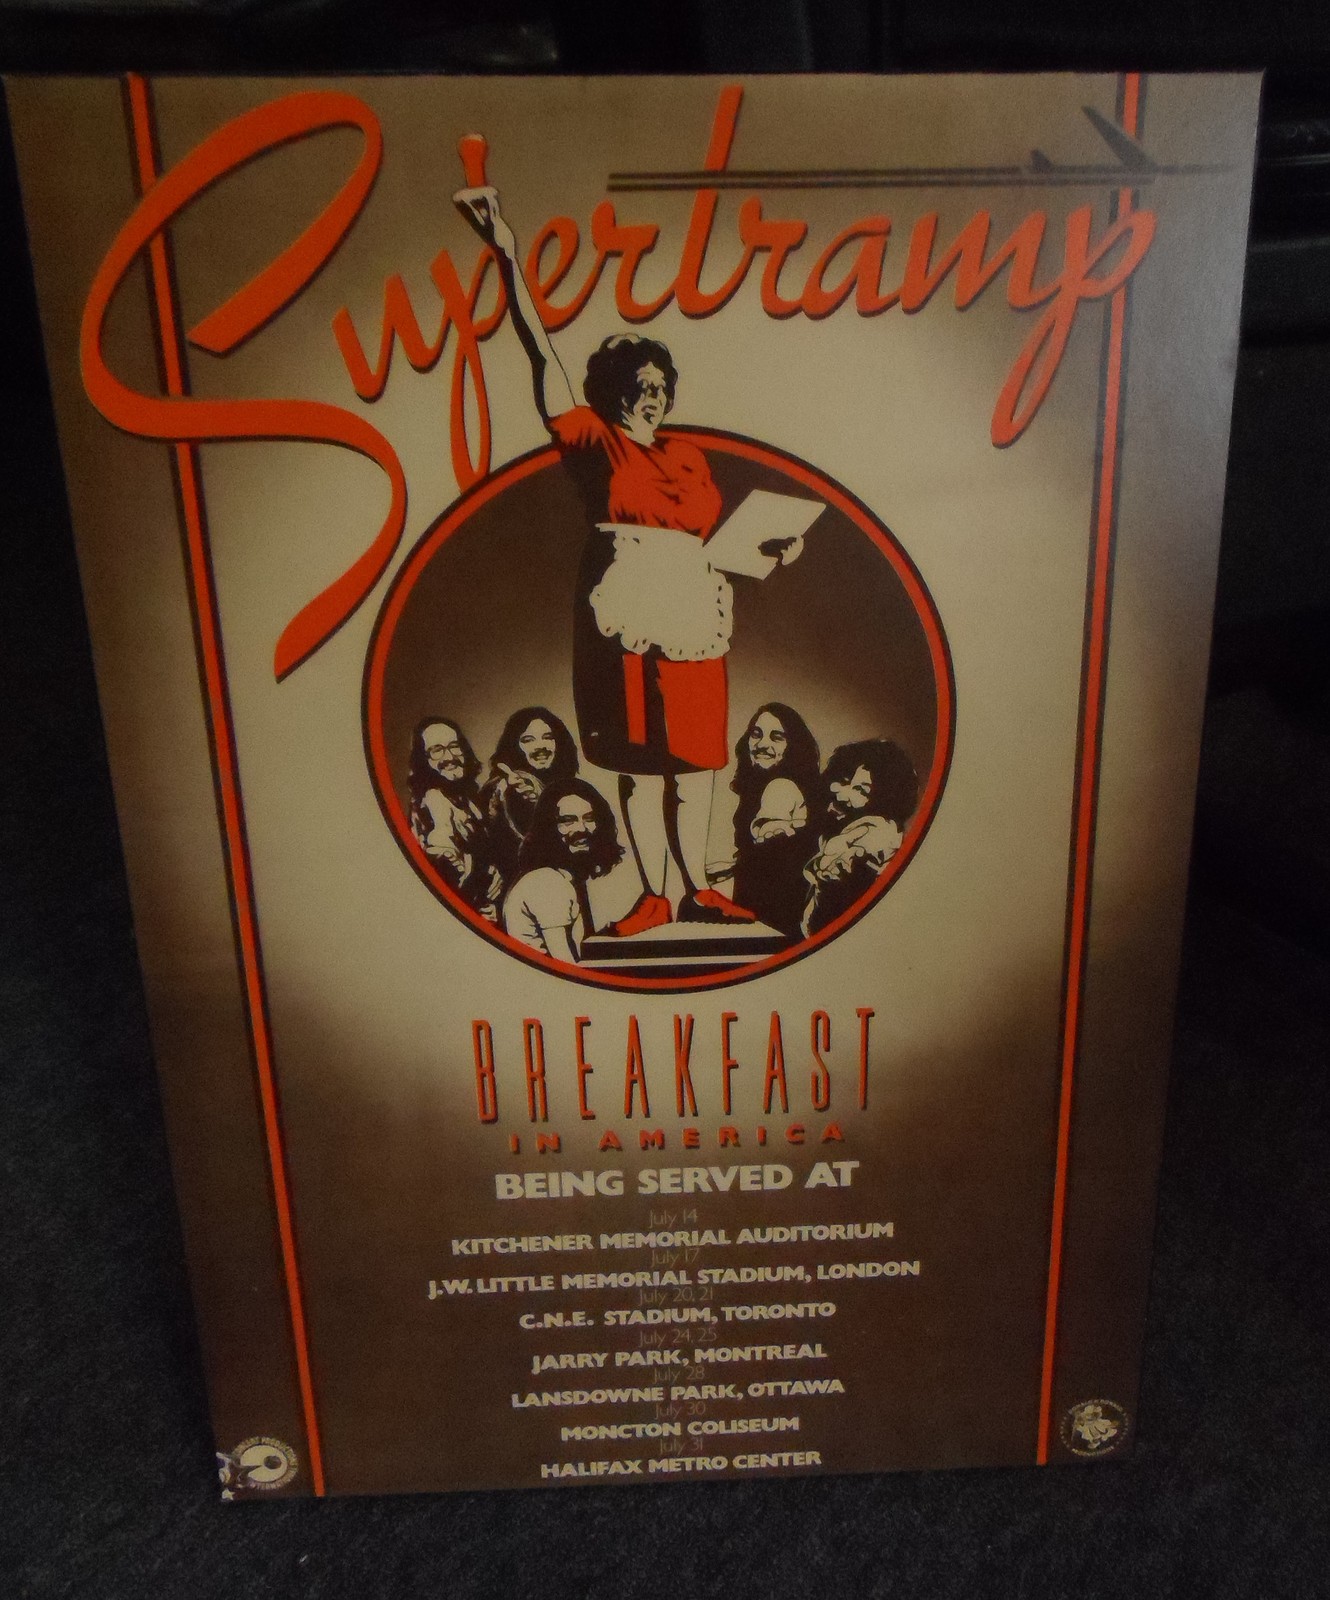 Supertramp
BREAKFAST
IN AMERICA
BEING SERVED AT
July 14
KITCHENER MEMORIAL AUDITORIUM
July 17
J.W. LITTLE MEMORIAL STADIUM, LONDON
July 20, 21
C.N.E. STADIUM, TORONTO
July 24, 25
JARRY PARK, MONTREAL
July 28
LANSDOWNE PARK, OTTAWA
July 30
MONCTON COLISEUM
July 31
HALIFAX METRO CENTER